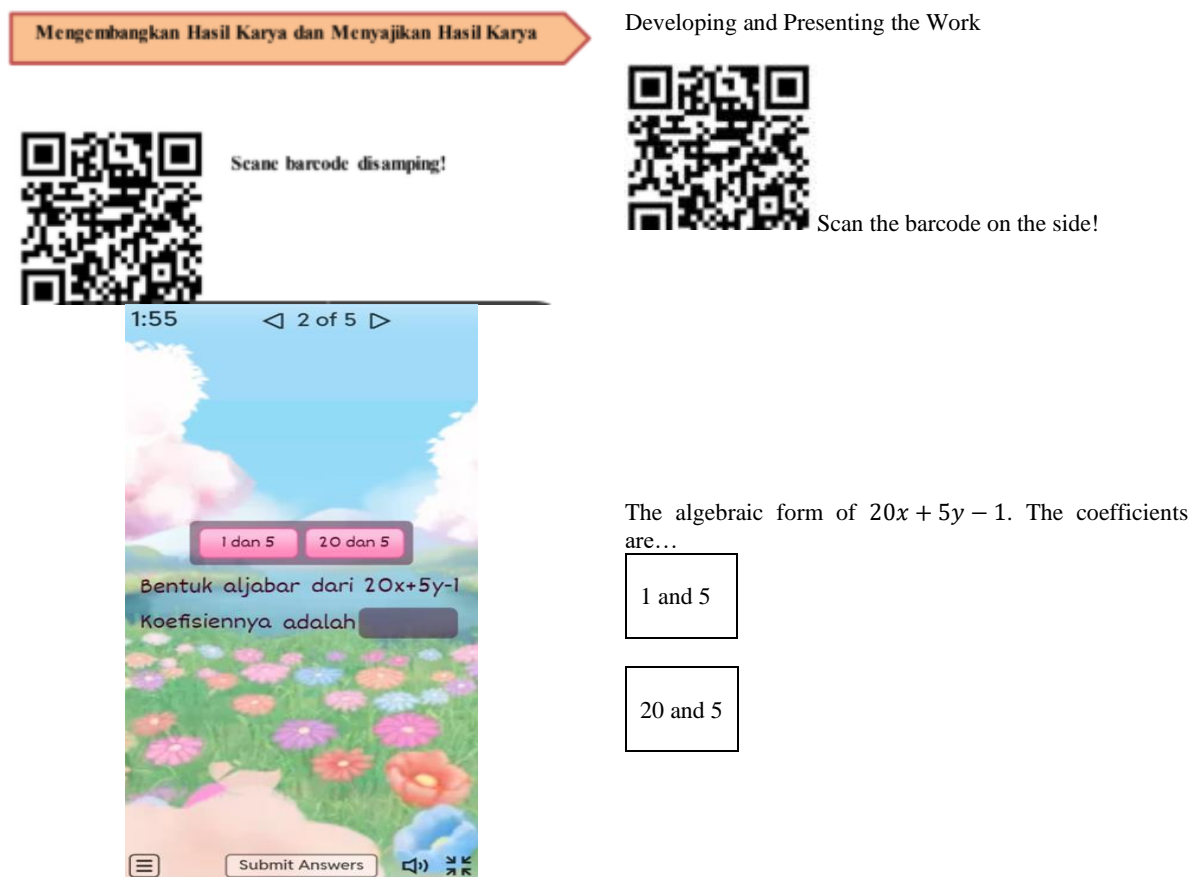 Mengembangkan Hasil Karya dan Menyajikan Hasil Karya
Scane barcode disamping!
1:55
2 of 5
1 dan 5
20 dan 5
Bentuk aljabar dari 20x+5y-1
Koefisiennya adalah
Submit Answers
Developing and Presenting the Work
Scan the barcode on the side!
The algebraic form of 20𝑥 + 5𝑦 − 1. The coefficients
are…
1 and 5
20 and 5